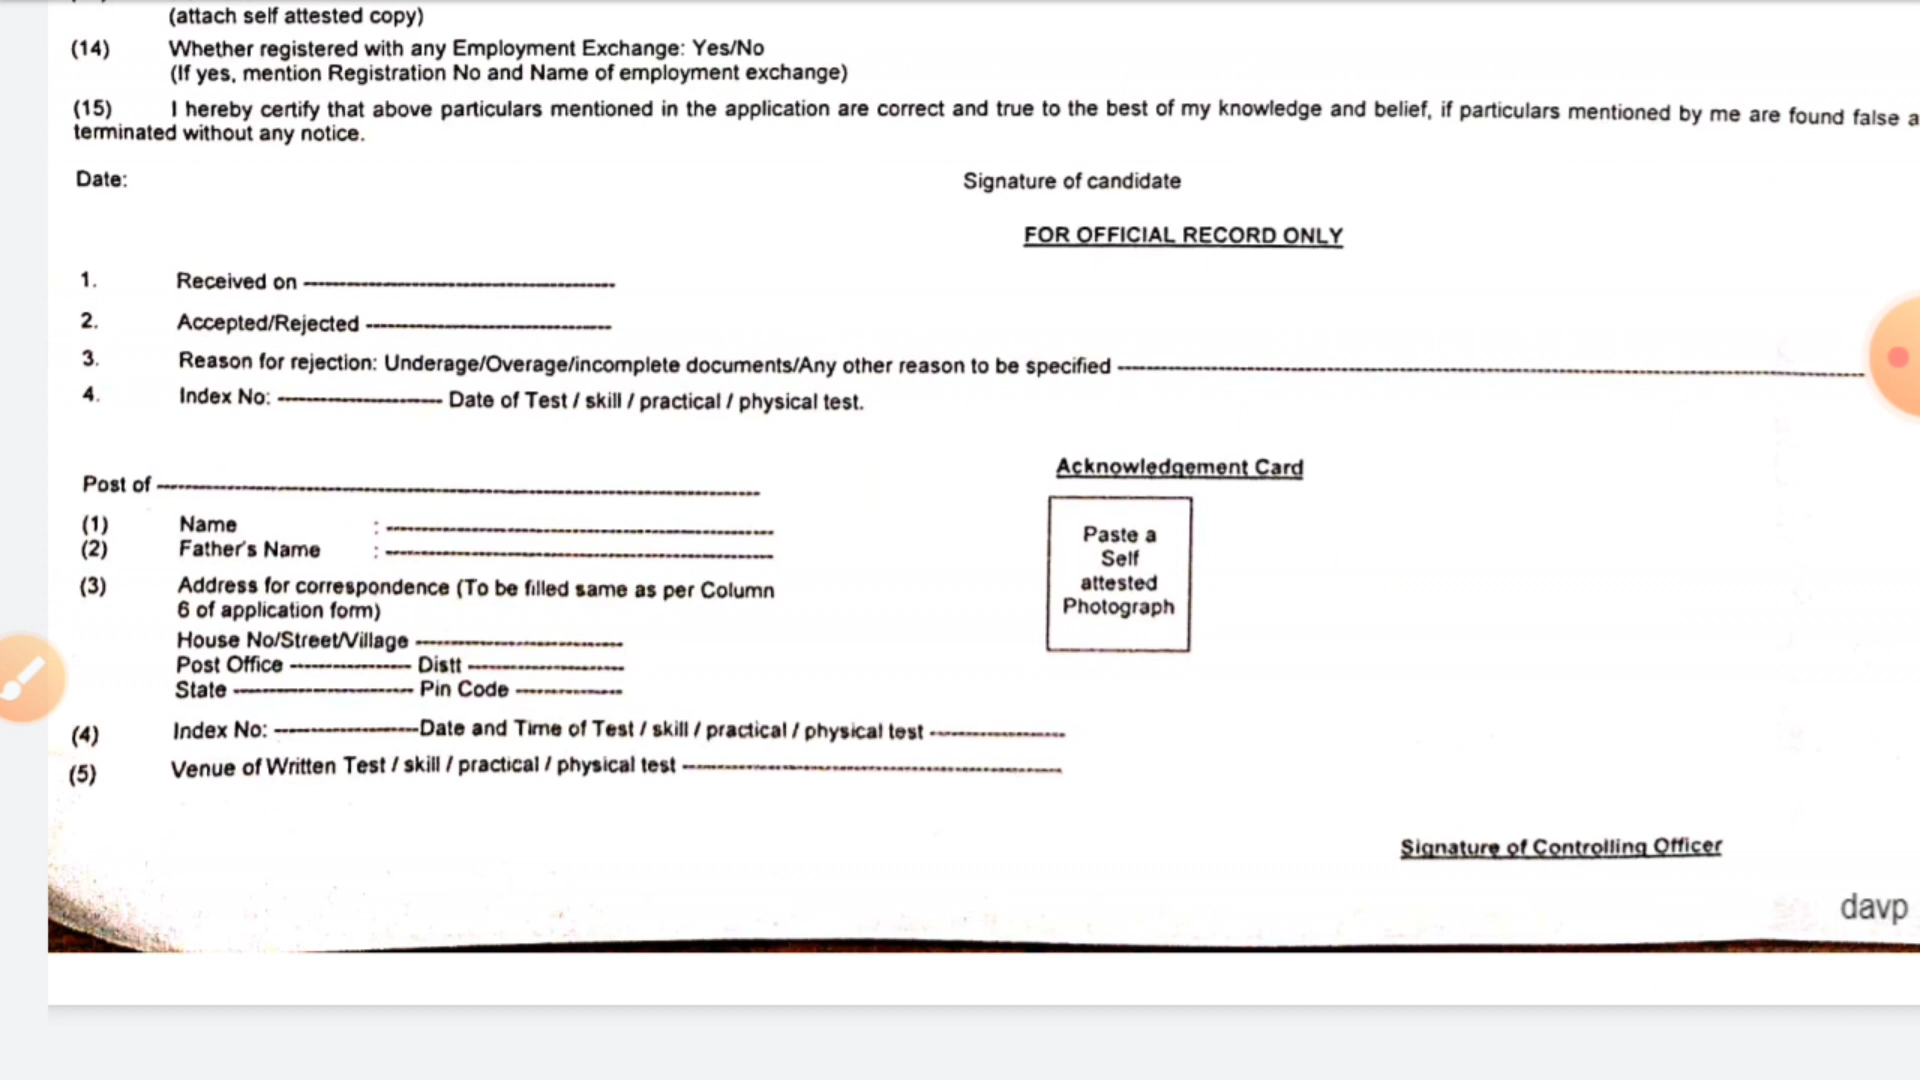 (attach self attested copy)
(14) Whether registered with any Employment Exchange: Yes/No
(If yes, mention Registration No and Name of employment exchange)
(15) I hereby certify that above particulars mentioned in the application are correct and true to the best of my knowledge and belief, if particulars mentioned by me are found false a
terminated without any notice.
Date: Signature of candidate
FOR OFFICIAL RECORD ONLY
1. Received on
2. Accepted/Rejected
3. Reason for rejection: Underage/Overage/incomplete documents/Any other reason to be specified
4. Index No: Date of Test / skill / practical / physical test.
Acknowledgement Card
Post of
(1) Name :
(2) Father's Name :
Paste a
Self
attested
Photograph
(3) Address for correspondence (To be filled same as per Column
6 of application form)
House No/Street/Village
Post Office Distt
State Pin Code
(4) Index No: Date and Time of Test / skill / practical / physical test
(5) Venue of Written Test / skill / practical / physical test
Signature of Controlling Officer
davp